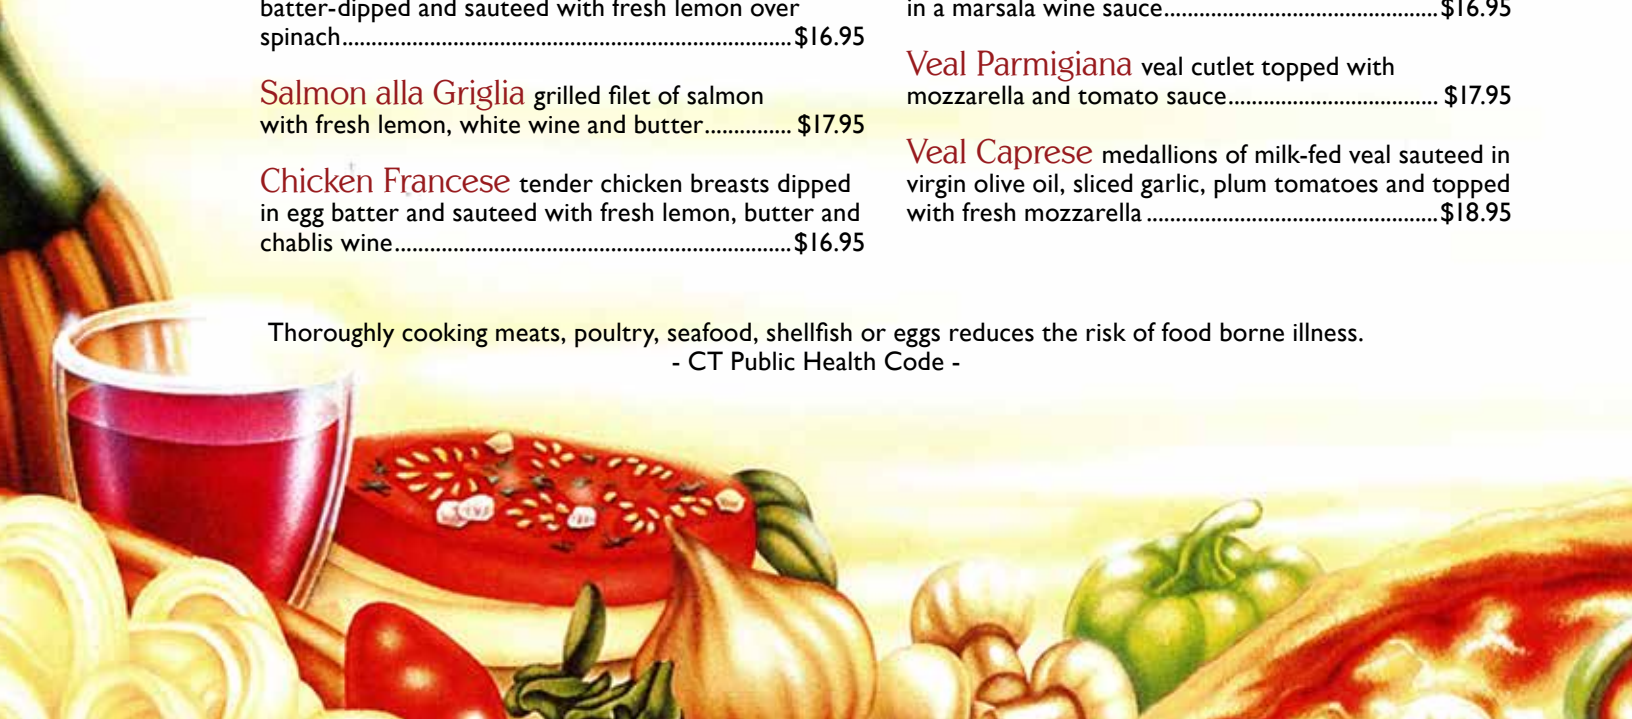 batter-dipped and sauteed with fresh lemon over
spinach................................................................................$16.95
Salmon alla Griglia grilled filet of salmon
with fresh lemon, white wine and butter............... $17.95
Chicken Francese tender chicken breasts dipped
in egg batter and sauteed with fresh lemon, butter and
chablis wine.......................................................................$16.95
in a marsala wine sauce.................................................$16.95
Veal Parmigiana veal cutlet topped with
mozzarella and tomato sauce..................................... $17.95
Veal Caprese medallions of milk-fed veal sauteed in
virgin olive oil, sliced garlic, plum tomatoes and topped
with fresh mozzarella ....................................................$18.95
Thoroughly cooking meats, poultry, seafood, shellfish or eggs reduces the risk of food borne illness.
- CT Public Health Code -